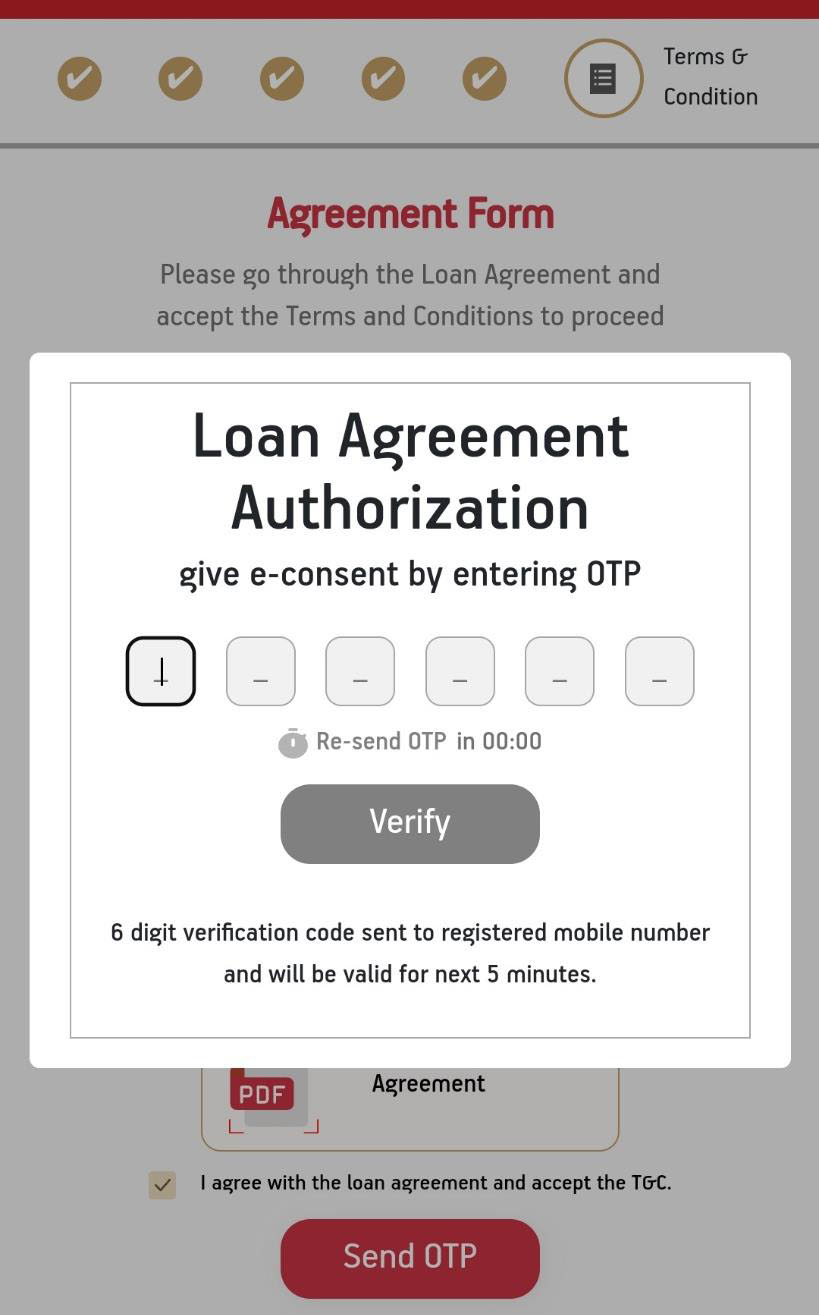 Terms &
Condition
Agreement Form
Please go through the Loan Agreement and
accept the Terms and Conditions to proceed
Loan Agreement
Authorization
give e-consent by entering OTP
_ _ _ _ _ _
Re-send OTP in 00:00
Verify
6 digit verification code sent to registered mobile number
and will be valid for next 5 minutes.
PDF
Agreement
I agree with the loan agreement and accept the T&C.
Send OTP